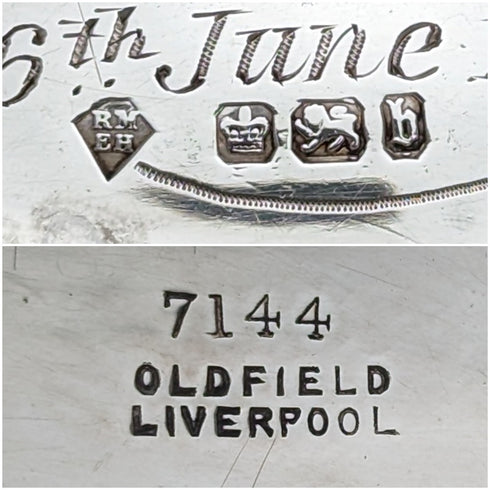 6th June
RM
EH
h
7144
OLDFIELD
LIVERPOOL